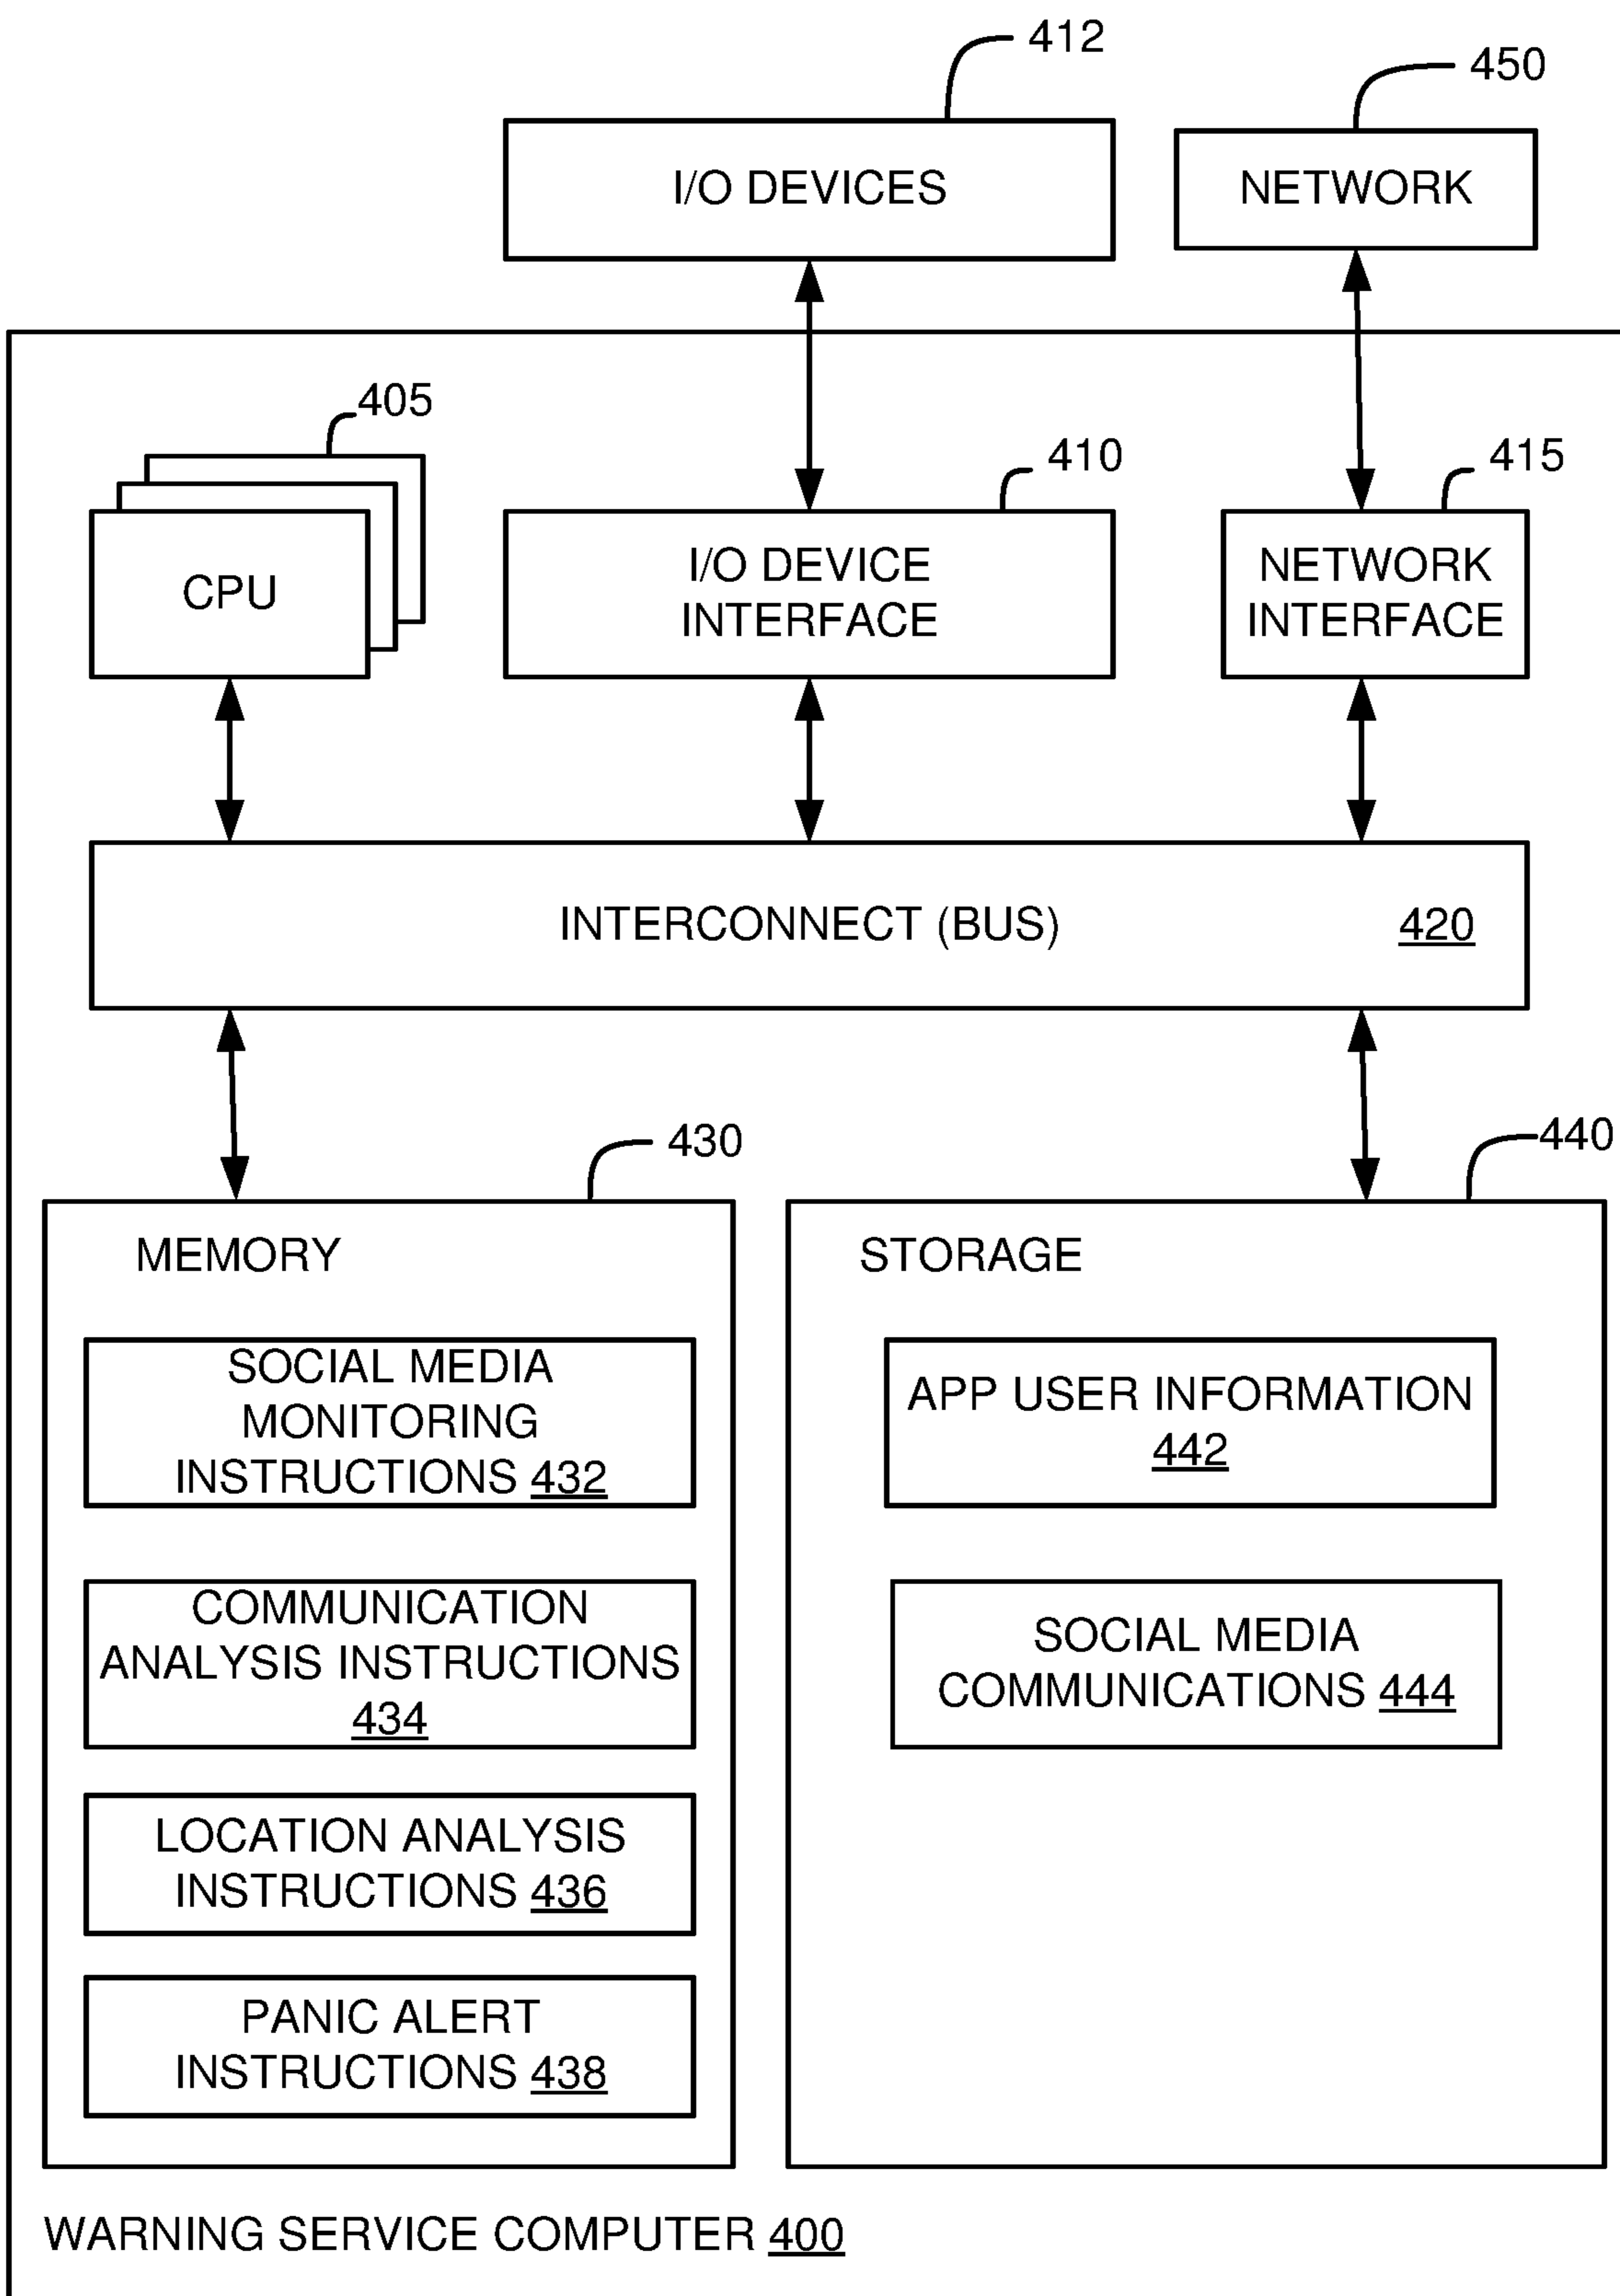 412
450
I/O DEVICES
NETWORK
405
410
415
CPU
I/O DEVICE
INTERFACE
NETWORK
INTERFACE
INTERCONNECT (BUS)
420
430
440
MEMORY
SOCIAL MEDIA
MONITORING
INSTRUCTIONS 432
COMMUNICATION
ANALYSIS INSTRUCTIONS
434
LOCATION ANALYSIS
INSTRUCTIONS 436
PANIC ALERT
INSTRUCTIONS 438
STORAGE
APP USER INFORMATION
442
SOCIAL MEDIA
COMMUNICATIONS 444
WARNING SERVICE COMPUTER 400